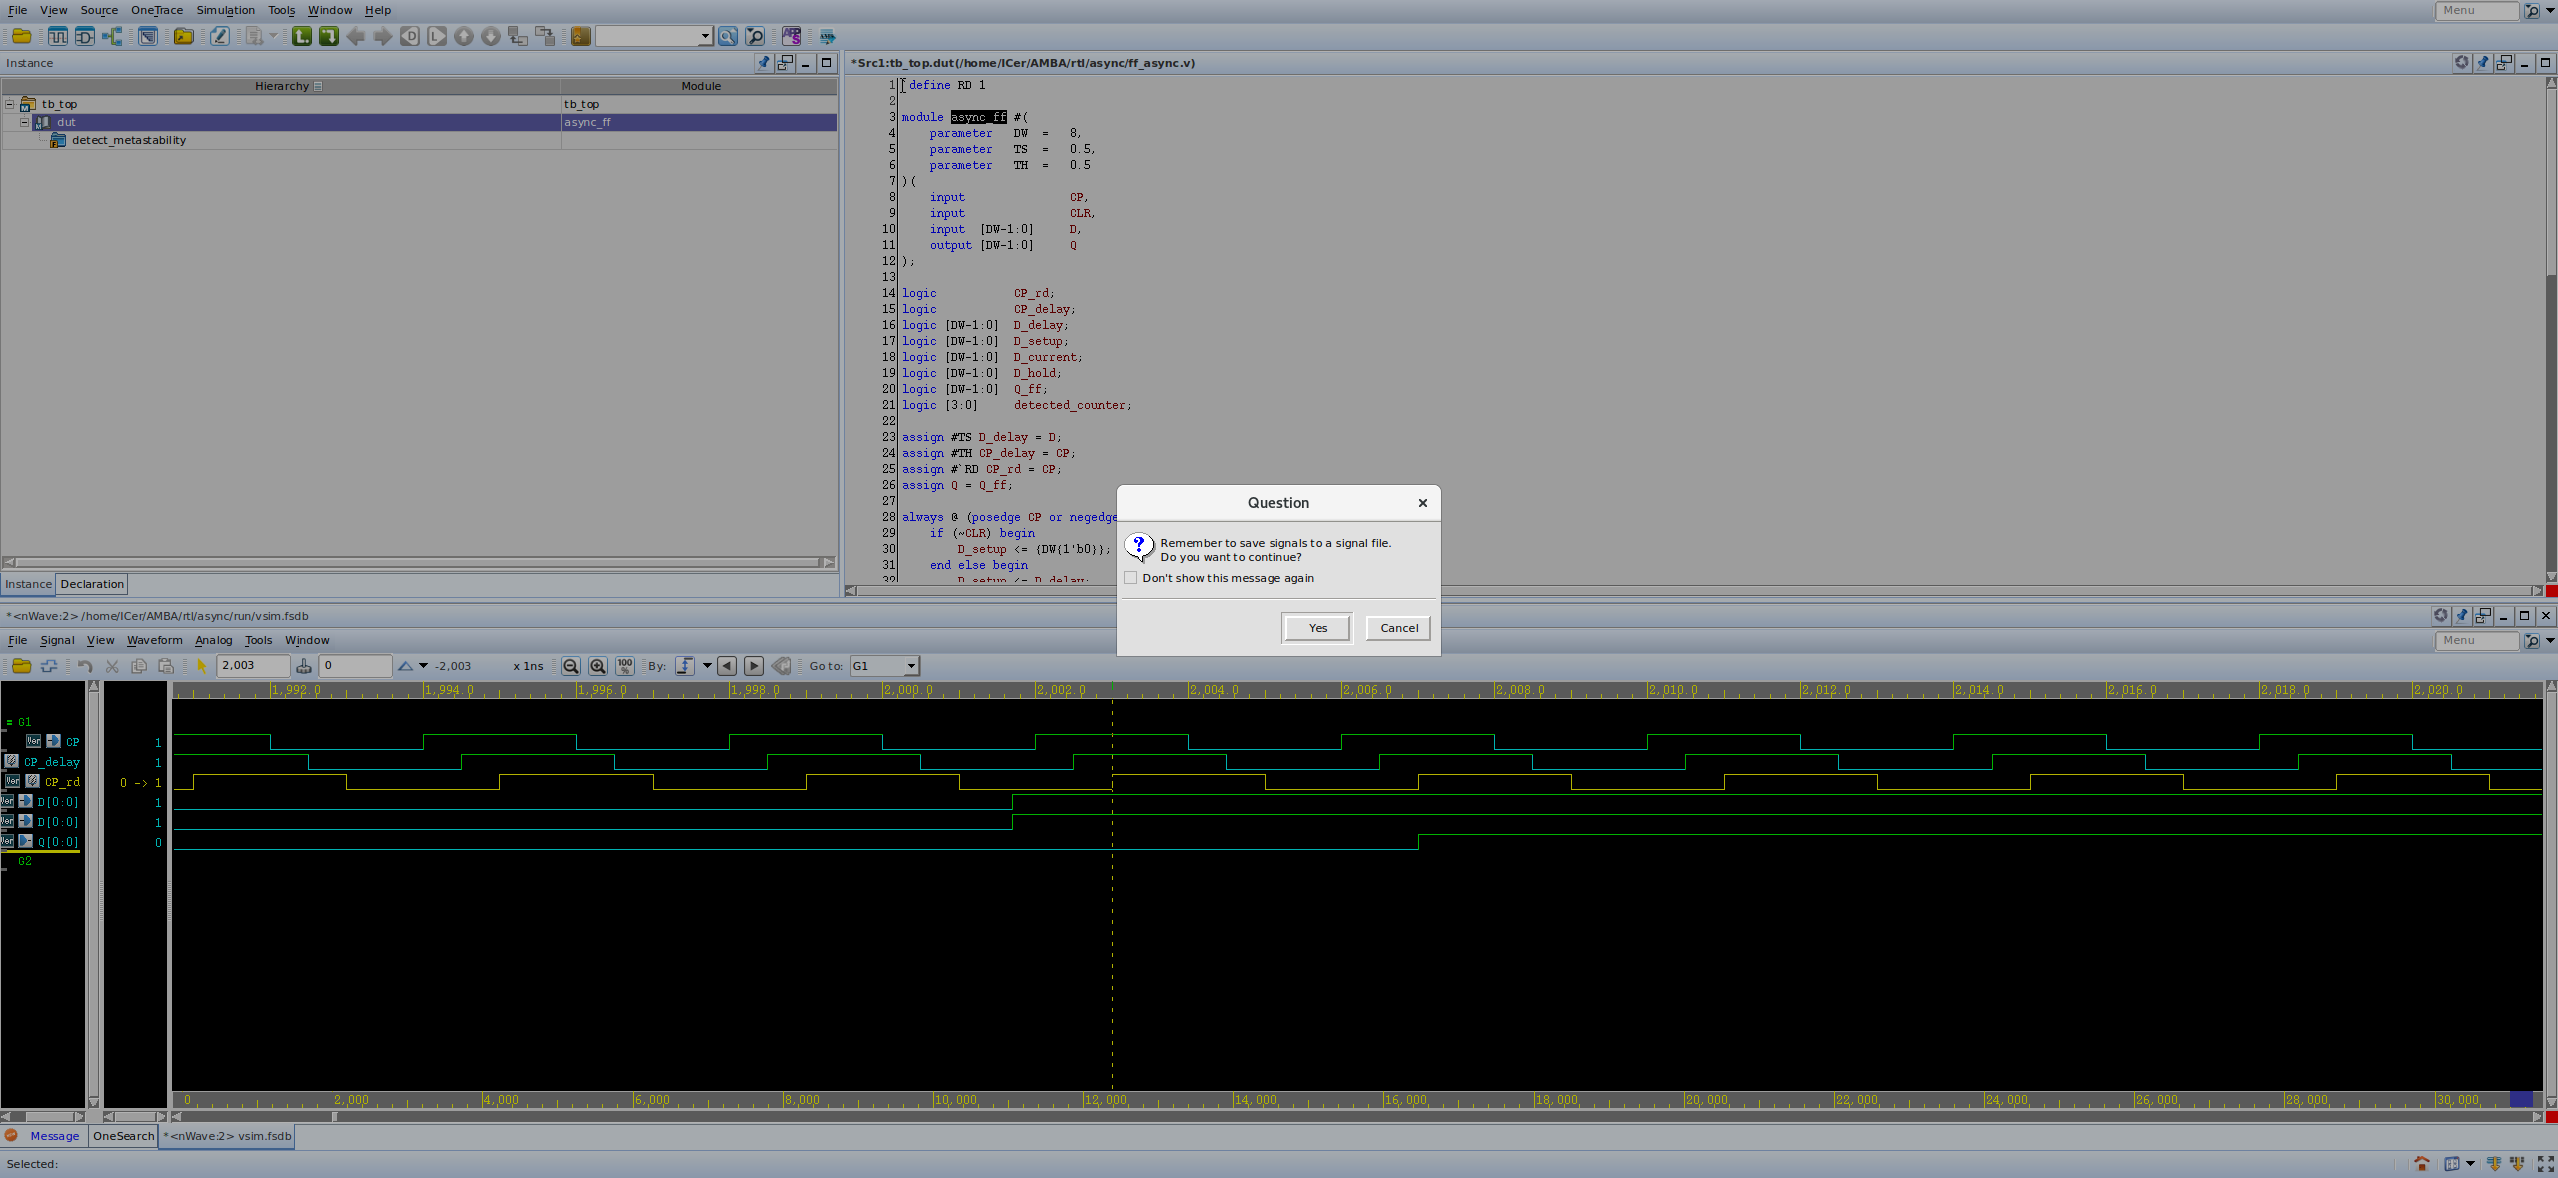 File View Source OneTrace Simulation Tools Window Help Menu
Instance
Hierarchy Module
tb_top tb_top
dut async_ff
detect_metastability
Instance Declaration
*Src1:tb_top.dut(/home/ICer/AMBA/rtl/async/ff_async.v)
1 `define RD 1
2
3 module async_ff #(
4 parameter DW = 8,
5 parameter TS = 0.5,
6 parameter TH = 0.5
7 )(
8 input CP,
9 input CLR,
10 input [DW-1:0] D,
11 output [DW-1:0] Q
12 );
13
14 logic CP_rd;
15 logic CP_delay;
16 logic [DW-1:0] D_delay;
17 logic [DW-1:0] D_setup;
18 logic [DW-1:0] D_current;
19 logic [DW-1:0] D_hold;
20 logic [DW-1:0] Q_ff;
21 logic [3:0] detected_counter;
22
23 assign #TS D_delay = D;
24 assign #TH CP_delay = CP;
25 assign #`RD CP_rd = CP;
26 assign Q = Q_ff;
27
28 always @ (posedge CP or negedge
29 if (~CLR) begin
30 D_setup <= {DW{1'b0}};
31 end else begin
32 D_setup <= D_delay;
Question
Remember to save signals to a signal file.
Do you want to continue?
Don't show this message again
Yes Cancel
*<nWave:2> /home/ICer/AMBA/rtl/async/run/vsim.fsdb
File Signal View Waveform Analog Tools Window Menu
2,003 0 -2,003 x 1ns 100 % By: Go to: G1
1,992.0 1,994.0 1,996.0 1,998.0 2,000.0 2,002.0 2,004.0 2,006.0 2,008.0 2,010.0 2,012.0 2,014.0 2,016.0 2,018.0 2,020.0
= G1
Ver CP 1
CP_delay 1
Ver CP_rd 0 -> 1
Ver D[0:0] 1
Ver D[0:0] 1
Ver Q[0:0] 0
G2
0 2,000 4,000 6,000 8,000 10,000 12,000 14,000 16,000 18,000 20,000 22,000 24,000 26,000 28,000 30,000
Message OneSearch *<nWave:2> vsim.fsdb
Selected: